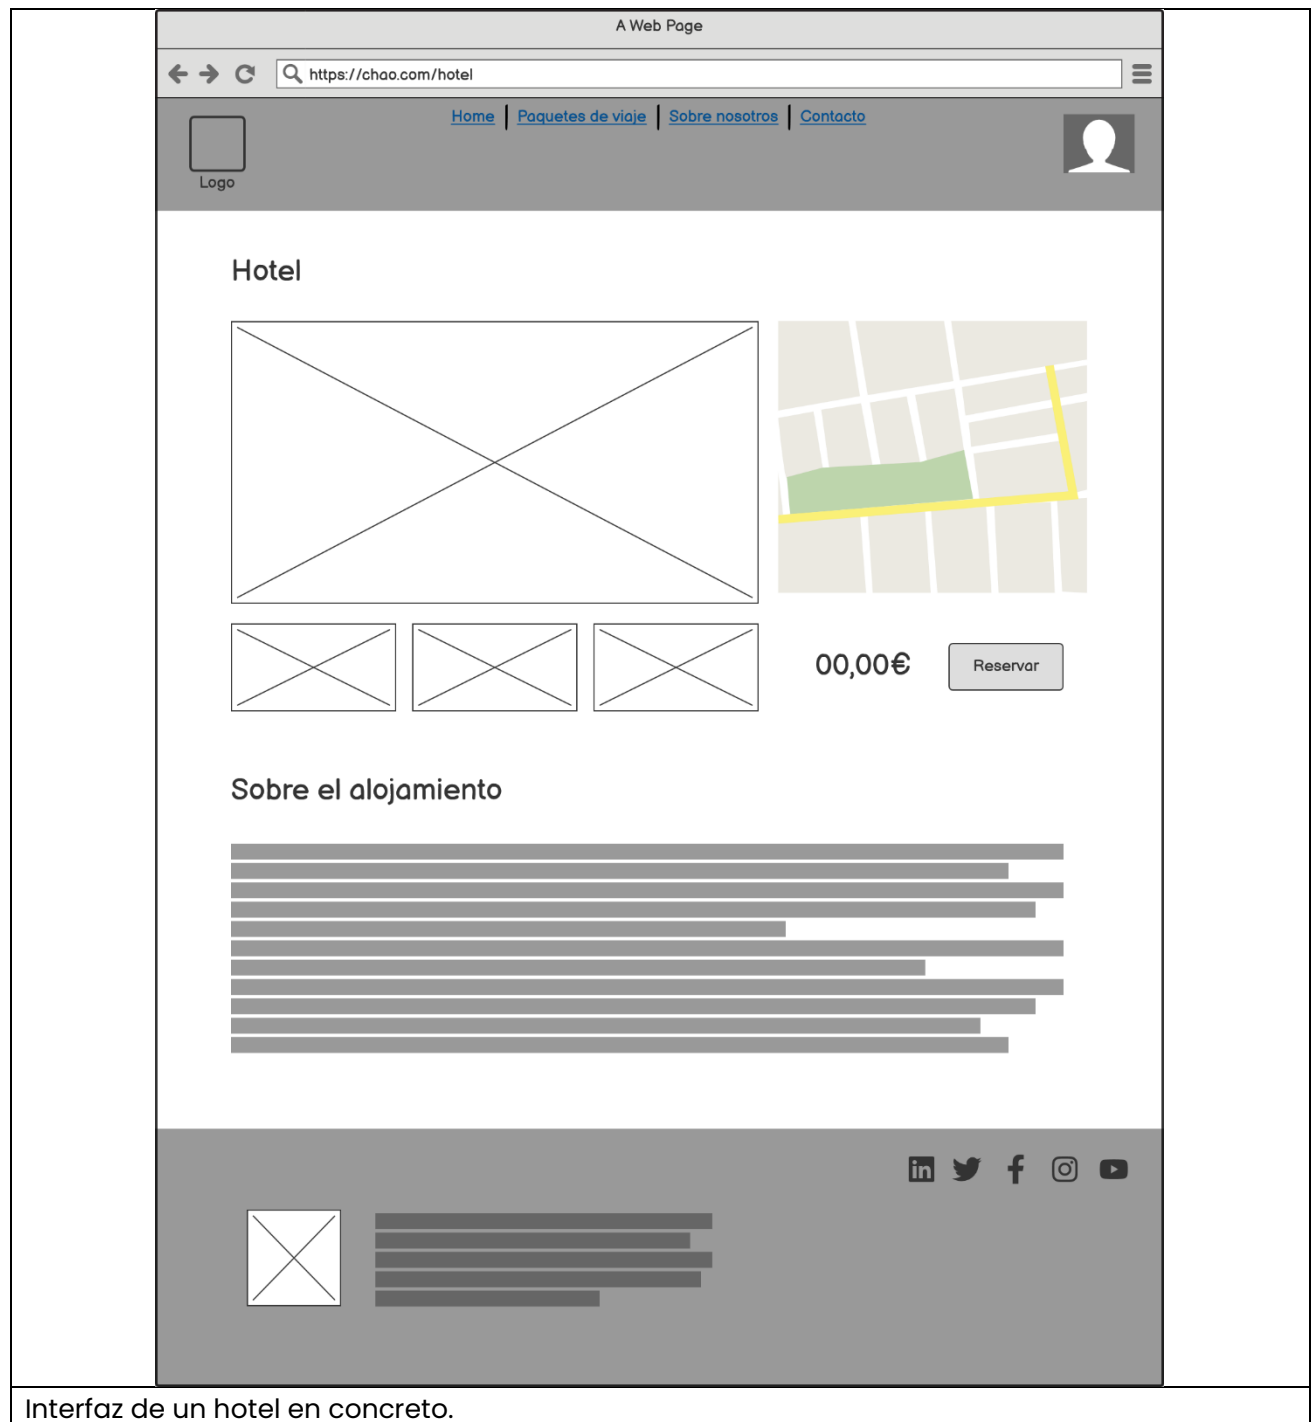 A Web Page
https://chao.com/hotel
Home | Paquetes de viaje | Sobre nosotros | Contacto
Logo
Hotel
00,00€ Reservar
Sobre el alojamiento
Interfaz de un hotel en concreto.